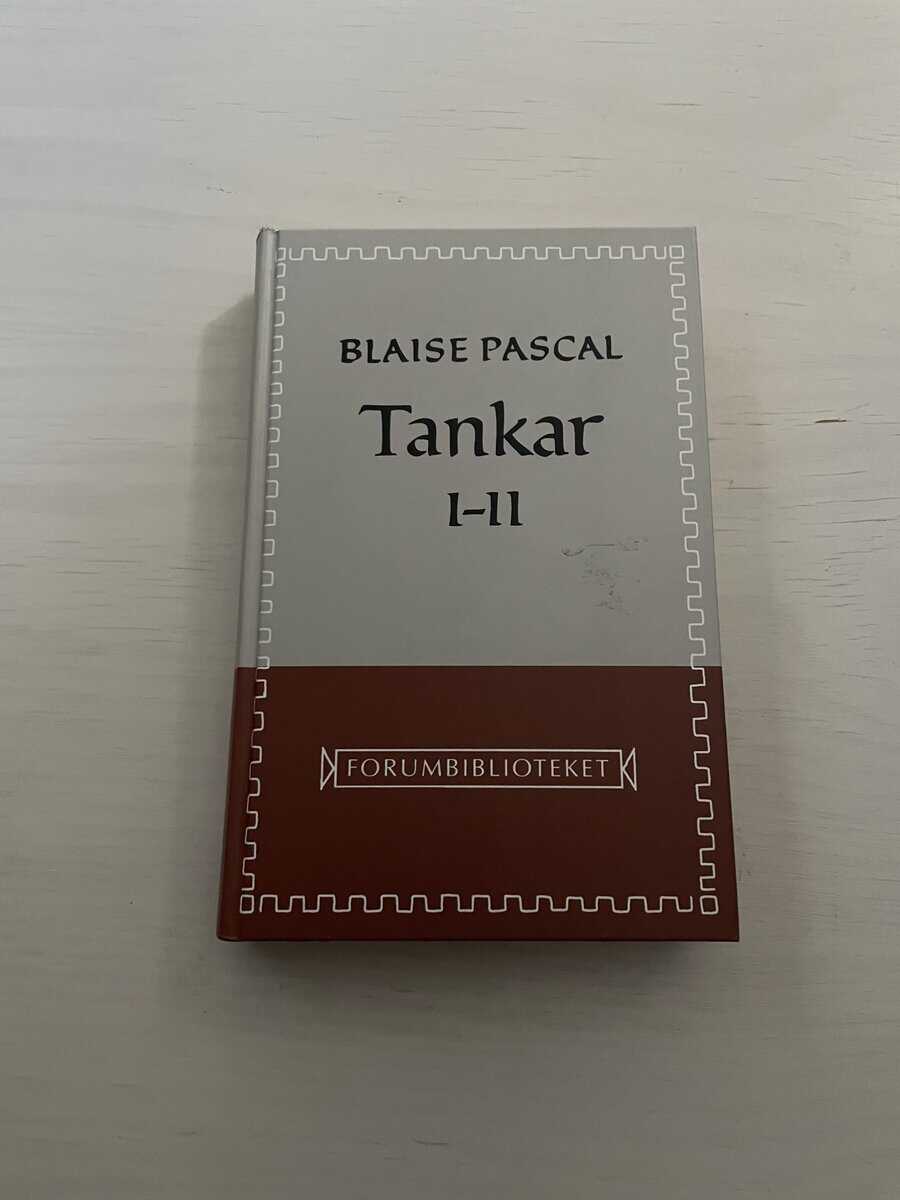 BLAISE PASCAL
Tankar
I–II
FORUMBIBLIOTEKET